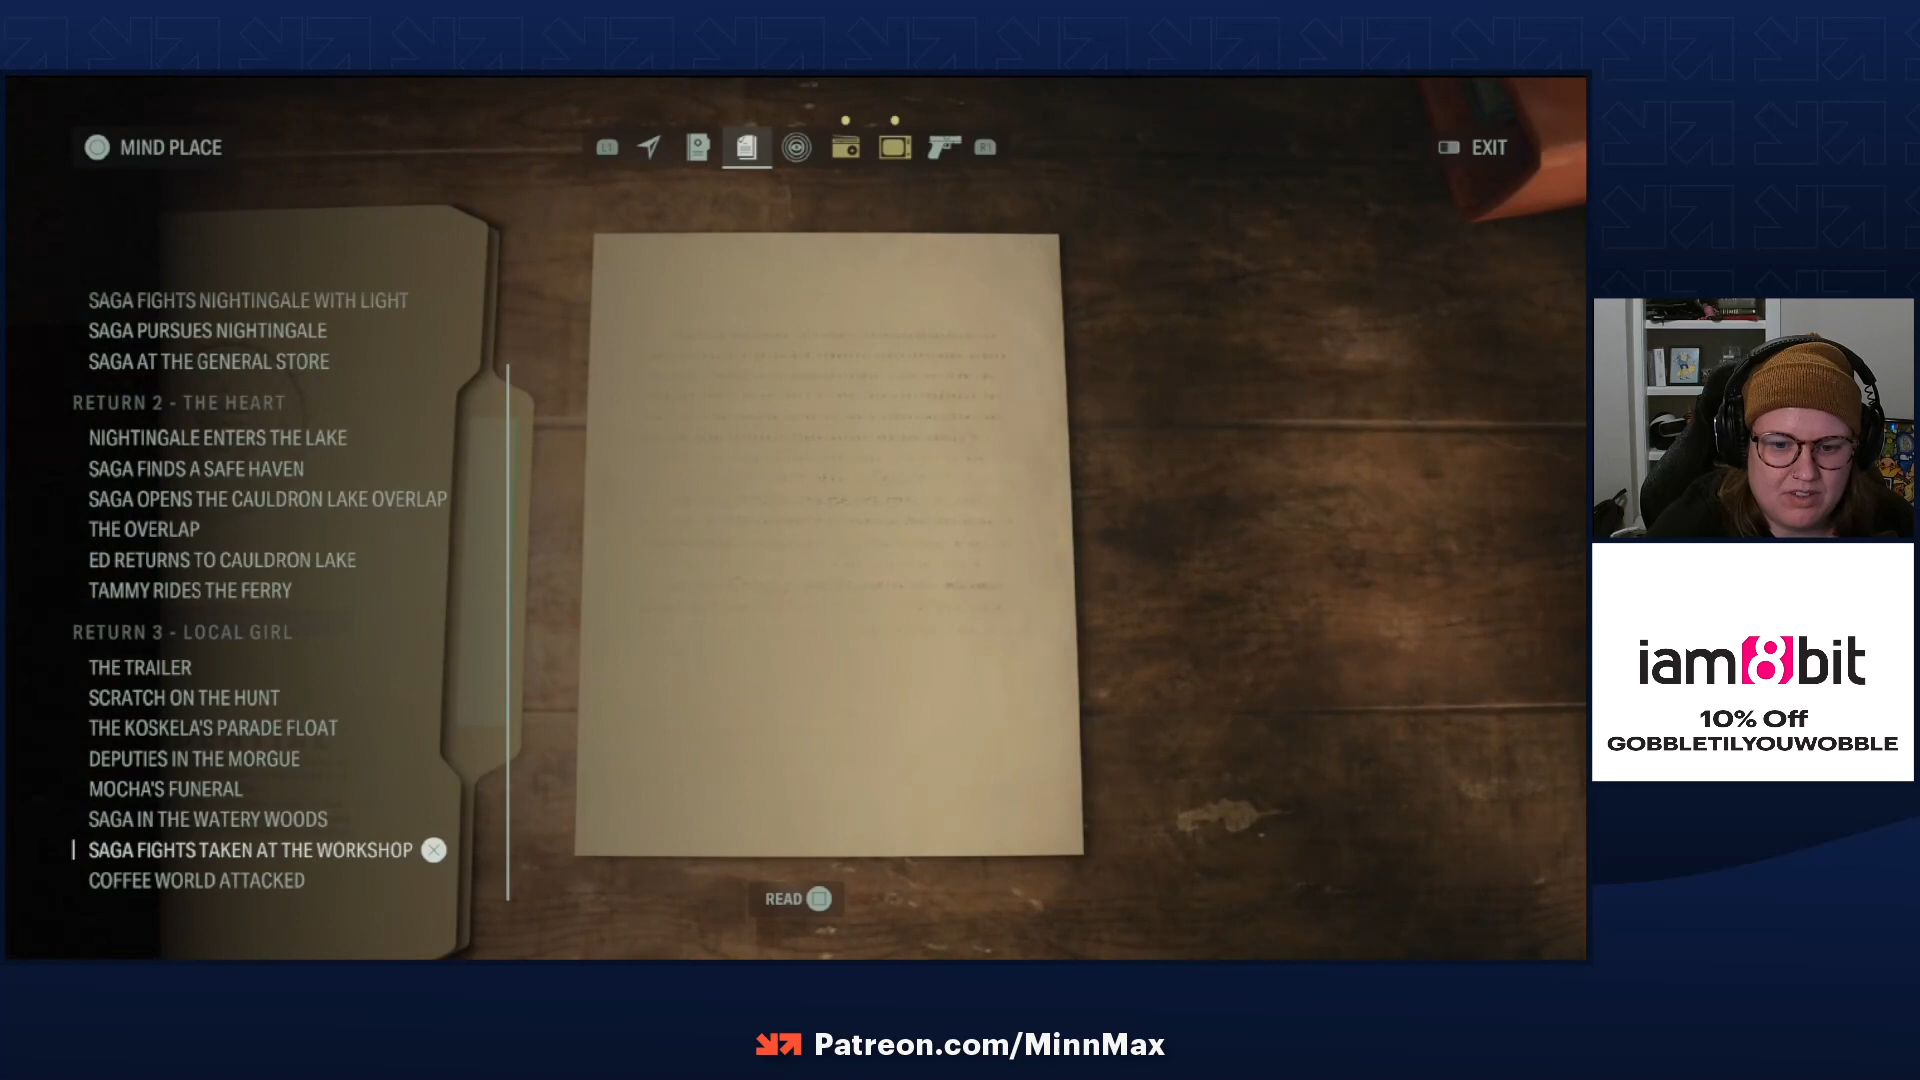 MIND PLACE
L1
R1
EXIT
SAGA FIGHTS NIGHTINGALE WITH LIGHT
SAGA PURSUES NIGHTINGALE
SAGA AT THE GENERAL STORE
RETURN 2 - THE HEART
NIGHTINGALE ENTERS THE LAKE
SAGA FINDS A SAFE HAVEN
SAGA OPENS THE CAULDRON LAKE OVERLAP
THE OVERLAP
ED RETURNS TO CAULDRON LAKE
TAMMY RIDES THE FERRY
RETURN 3 - LOCAL GIRL
THE TRAILER
SCRATCH ON THE HUNT
THE KOSKELA'S PARADE FLOAT
DEPUTIES IN THE MORGUE
MOCHA'S FUNERAL
SAGA IN THE WATERY WOODS
SAGA FIGHTS TAKEN AT THE WORKSHOP
COFFEE WORLD ATTACKED
READ
iam8bit
10% Off
GOBBLETILYOUWOBBLE
Patreon.com/MinnMax